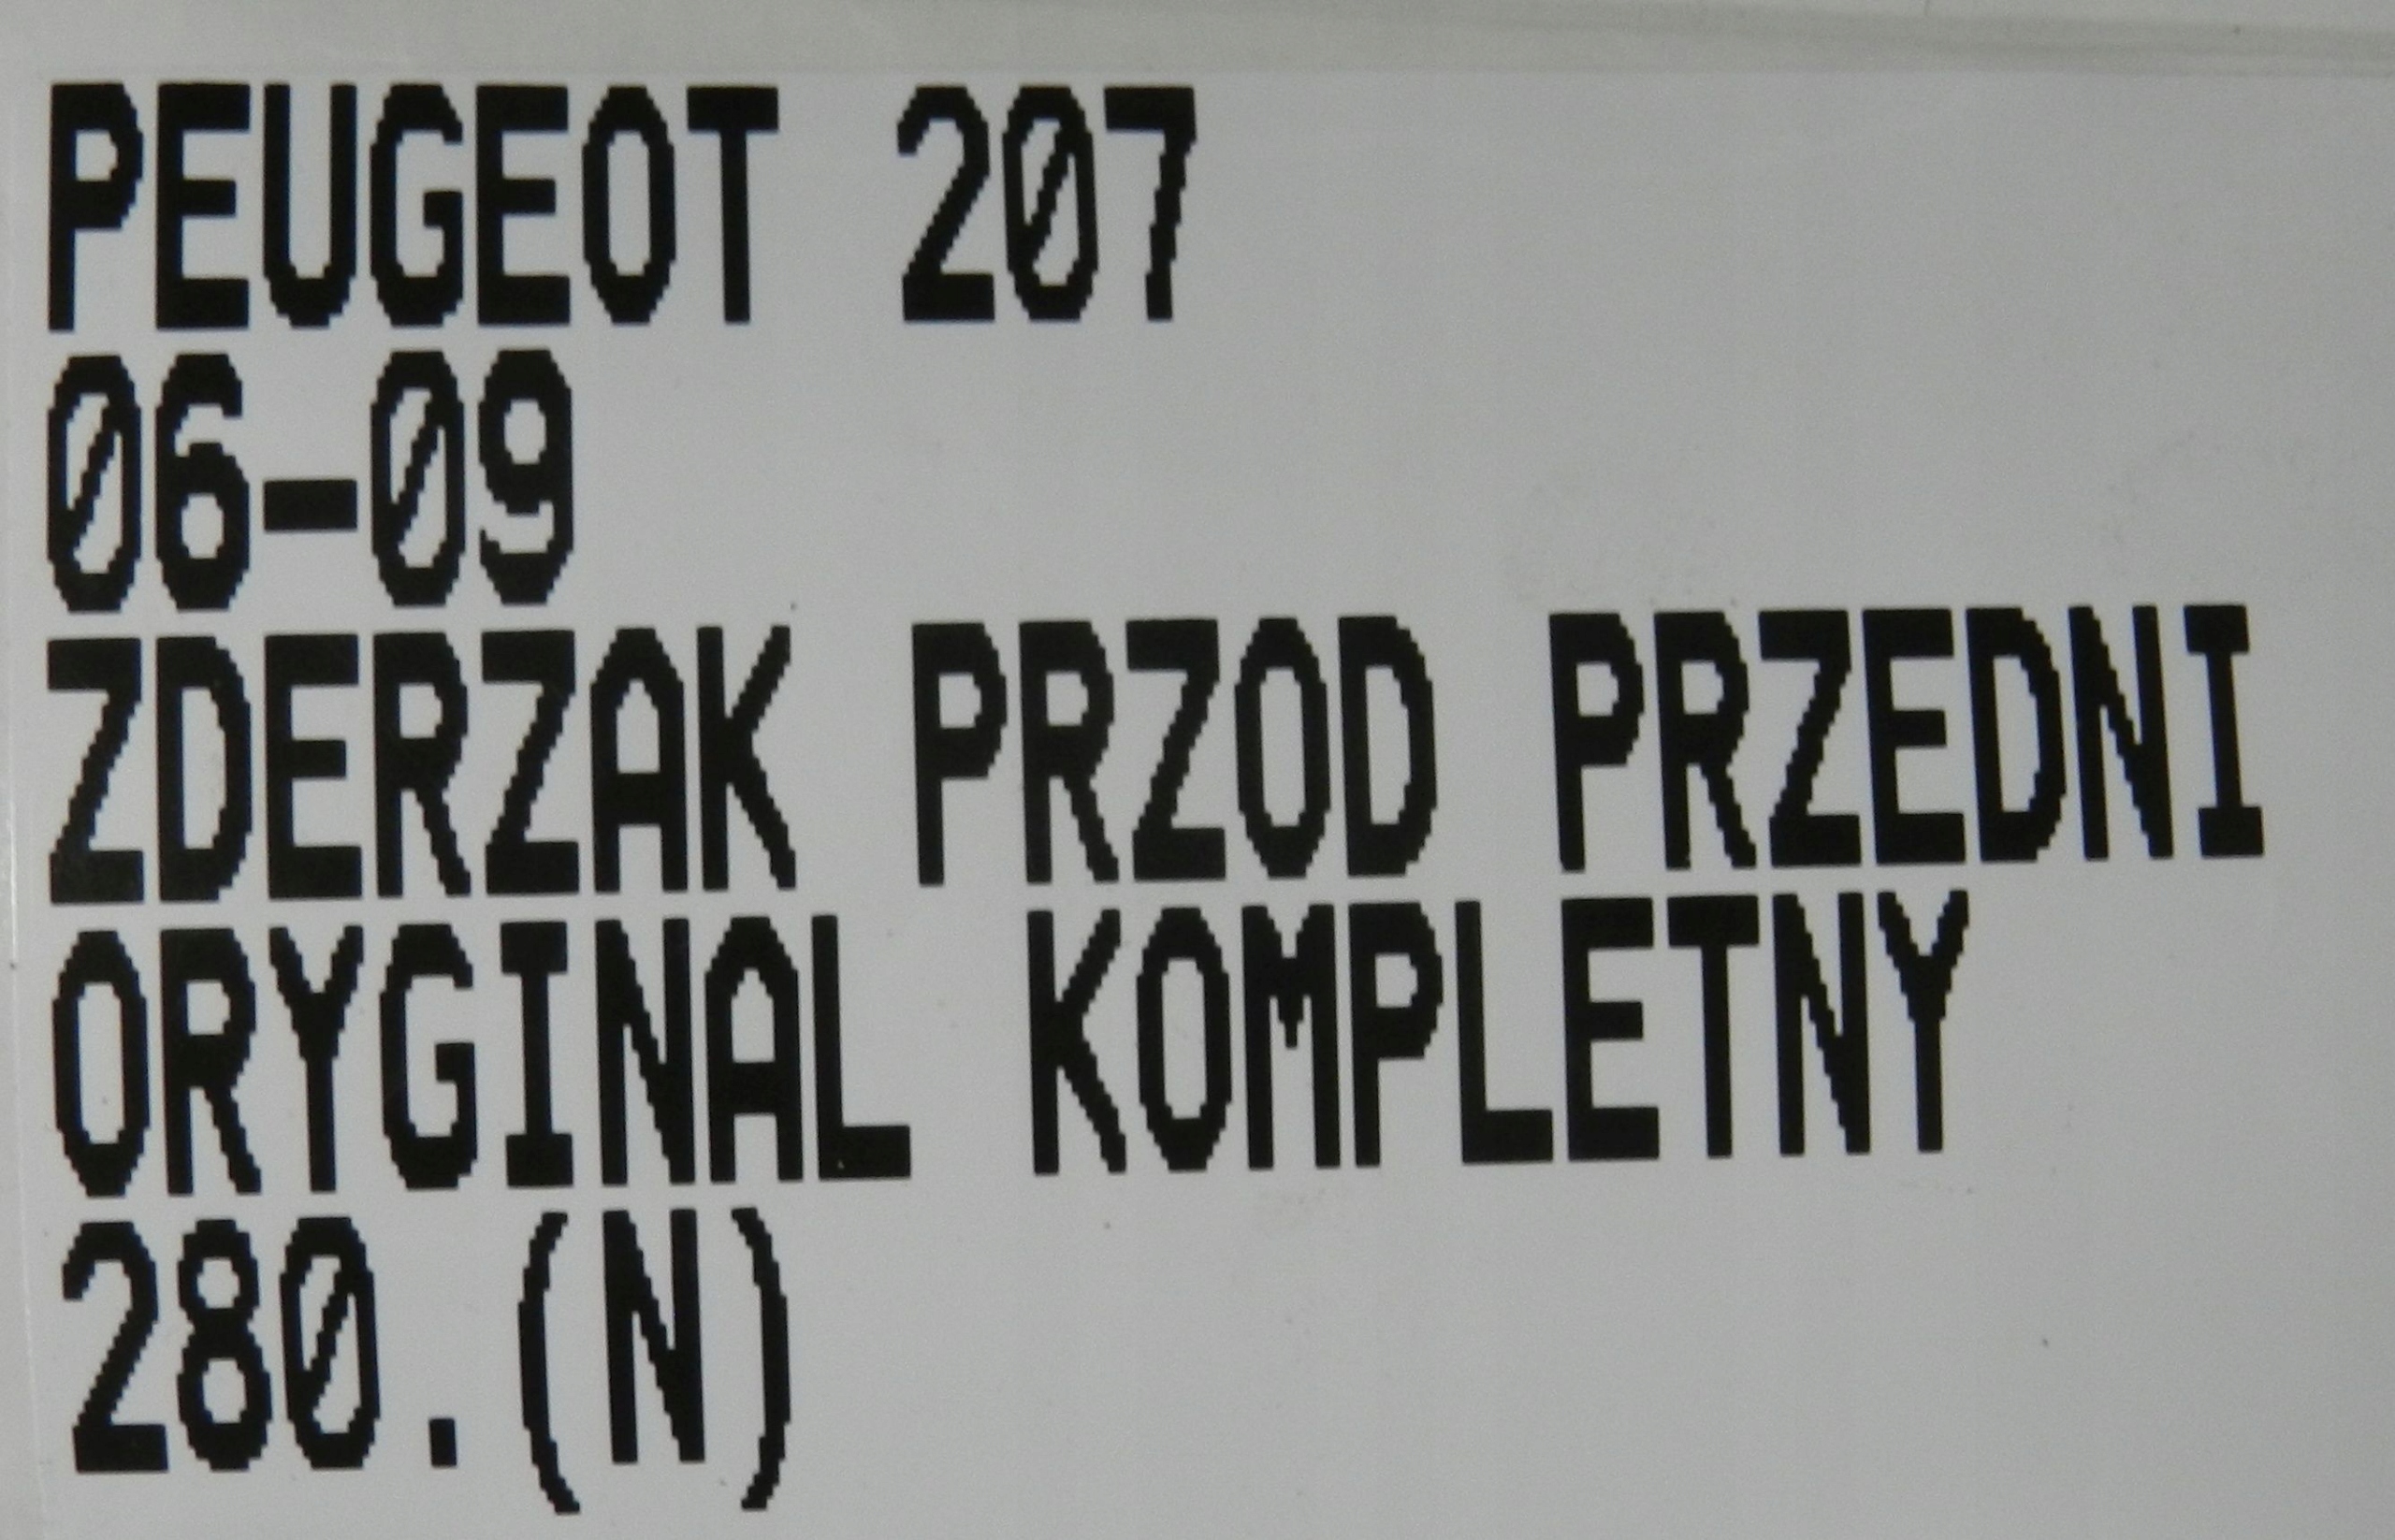 PEUGEOT 207
06-09
ZDERZAK PRZOD PRZEDNI
ORYGINAL KOMPLETNY
280.(N)